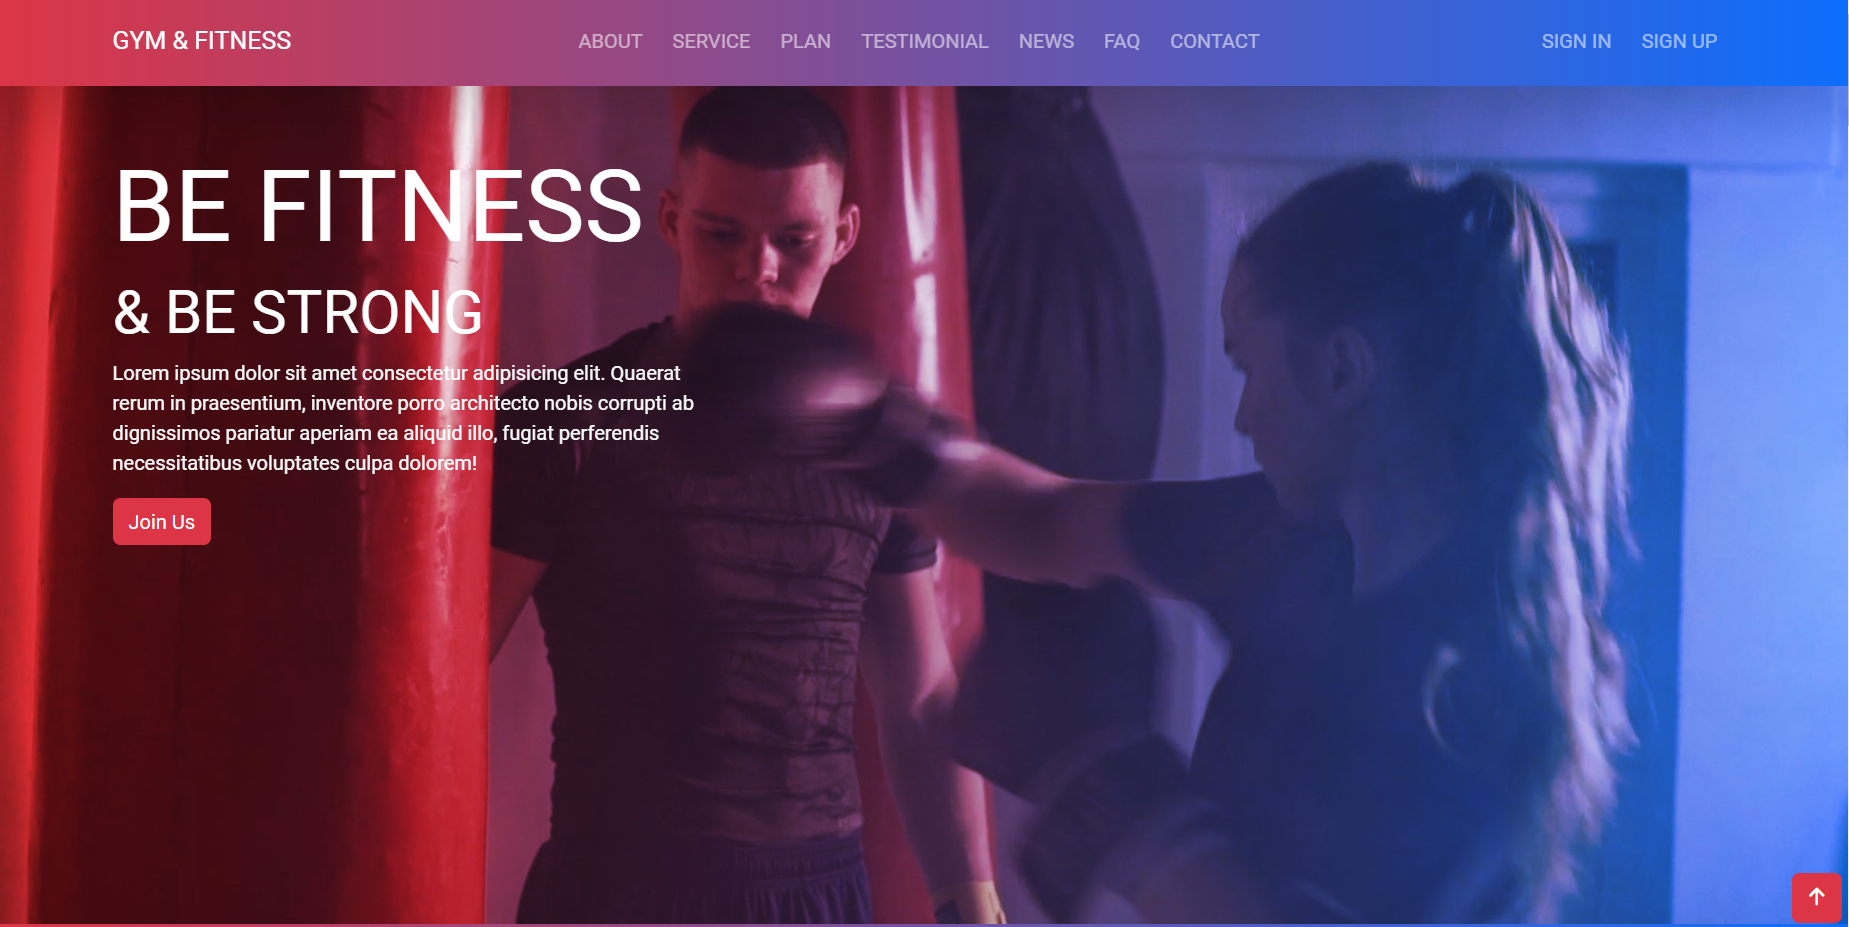 GYM & FITNESS
ABOUT SERVICE PLAN TESTIMONIAL NEWS FAQ CONTACT
SIGN IN SIGN UP
BE FITNESS
& BE STRONG
Lorem ipsum dolor sit amet consectetur adipisicing elit. Quaerat
rerum in praesentium, inventore porro architecto nobis corrupti ab
dignissimos pariatur aperiam ea aliquid illo, fugiat perferendis
necessitatibus voluptates culpa dolorem!
Join Us